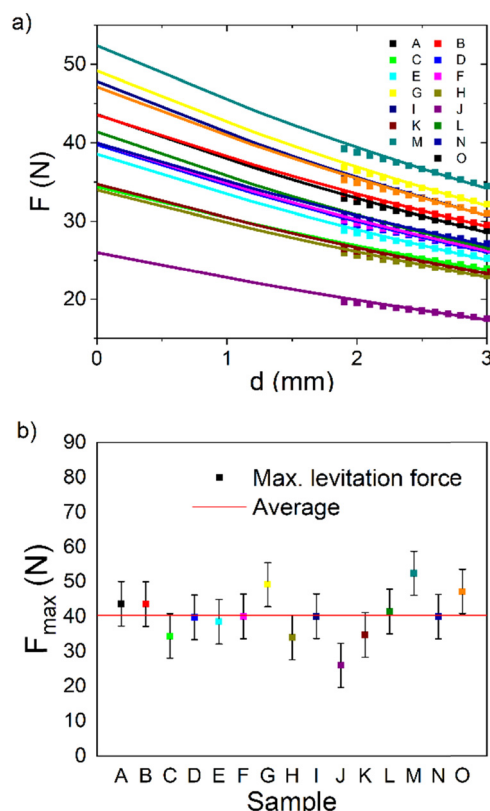 a)
50
40
30
20
F (N)
A B
C D
E F
G H
I J
K L
M N
O
0 1 2 3
d (mm)
b)
90
80
70
60
50
40
30
20
10
0
F_max (N)
Max. levitation force
Average
A B C D E F G H I J K L M N O
Sample